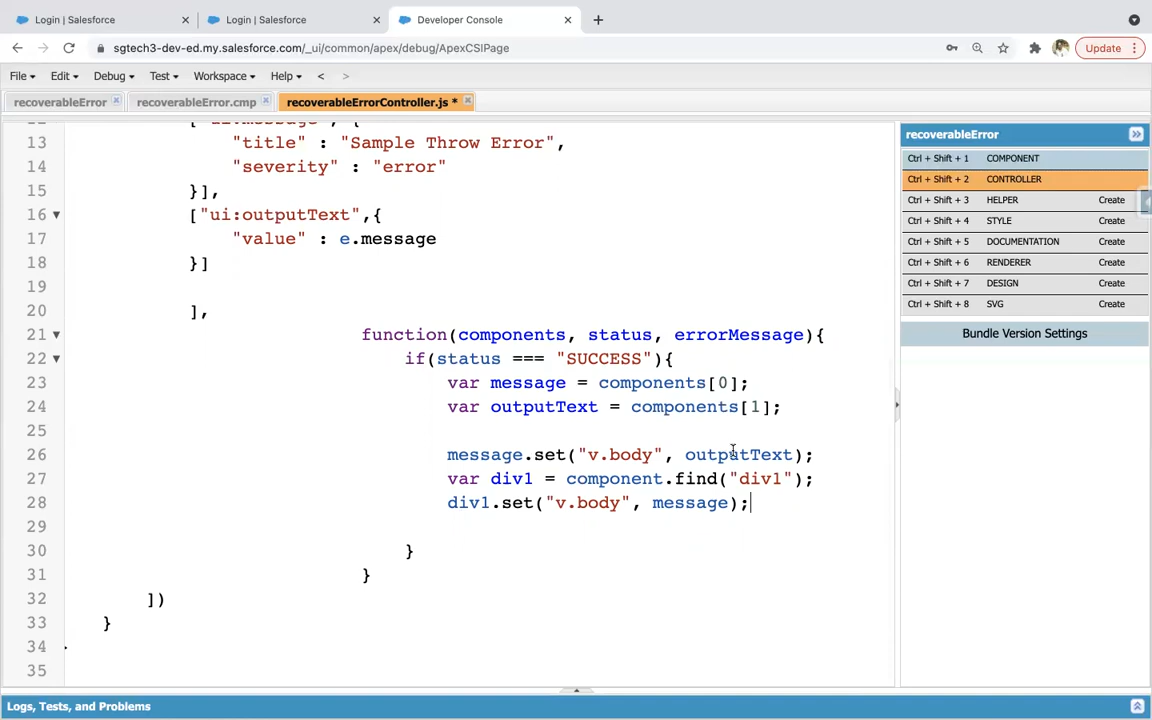 Login | Salesforce
Login | Salesforce
Developer Console
sgtech3-dev-ed.my.salesforce.com/_ui/common/apex/debug/ApexCSIPage
Update
File Edit Debug Test Workspace Help < >
recoverableError
recoverableError.cmp
recoverableErrorController.js *
13 "title" : "Sample Throw Error",
14 "severity" : "error"
15 }],
16 ["ui:outputText",{
17 "value" : e.message
18 }]
19
20 ],
21 function(components, status, errorMessage){
22 if(status === "SUCCESS"){
23 var message = components[0];
24 var outputText = components[1];
25
26 message.set("v.body", outputText);
27 var div1 = component.find("div1");
28 div1.set("v.body", message);
29
30 }
31 }
32 ])
33 }
34
35
recoverableError
Ctrl + Shift + 1 COMPONENT
Ctrl + Shift + 2 CONTROLLER
Ctrl + Shift + 3 HELPER Create
Ctrl + Shift + 4 STYLE Create
Ctrl + Shift + 5 DOCUMENTATION Create
Ctrl + Shift + 6 RENDERER Create
Ctrl + Shift + 7 DESIGN Create
Ctrl + Shift + 8 SVG Create
Bundle Version Settings
Logs, Tests, and Problems